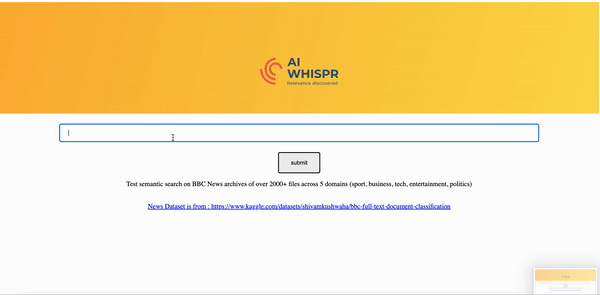 AI
WHISPR
Relevance discovered
submit
Test semantic search on BBC News archives of over 2000+ files across 5 domains (sport, business, tech, entertainment, politics)
News Dataset is from : https://www.kaggle.com/datasets/shivamkushwaha/bbc-full-text-document-classification